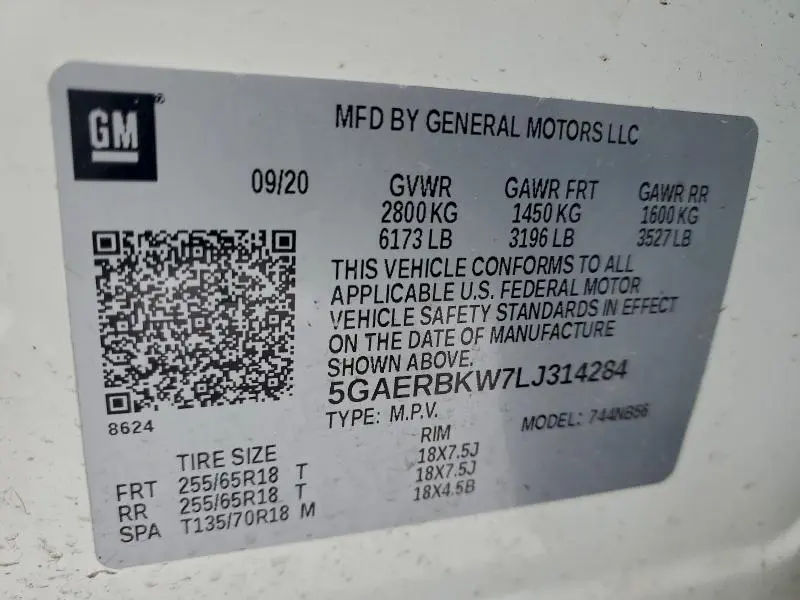 GM
MFD BY GENERAL MOTORS LLC
09/20 GVWR GAWR FRT GAWR RR
2800 KG 1450 KG 1600 KG
6173 LB 3196 LB 3527 LB
THIS VEHICLE CONFORMS TO ALL
APPLICABLE U.S. FEDERAL MOTOR
VEHICLE SAFETY STANDARDS IN EFFECT
ON THE DATE OF MANUFACTURE
SHOWN ABOVE.
5GAERBKW7LJ314284
8624
TYPE: M.P.V. MODEL: 744NB56
TIRE SIZE RIM
FRT 255/65R18 T 18X7.5J
RR 255/65R18 T 18X7.5J
SPA T135/70R18 M 18X4.5B